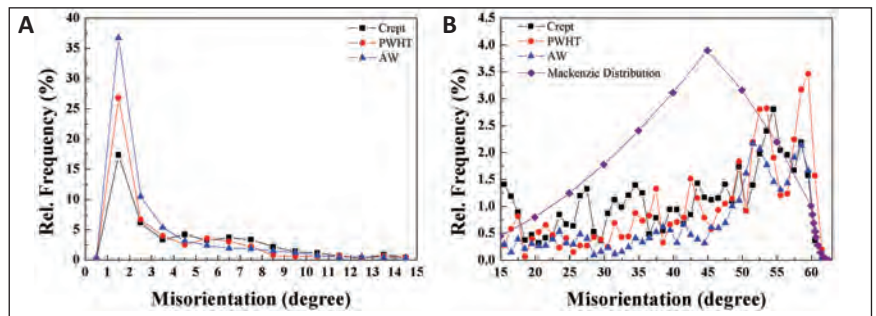 A
40
35
30
25
20
15
10
5
0
Rel. Frequency (%)
0 1 2 3 4 5 6 7 8 9 10 11 12 13 14 15
Misorientation (degree)
Crept
PWHT
AW
B
4.5
4.0
3.5
3.0
2.5
2.0
1.5
1.0
0.5
0.0
Rel. Frequency (%)
15 20 25 30 35 40 45 50 55 60
Misorientation (degree)
Crept
PWHT
AW
Mackenzie Distribution